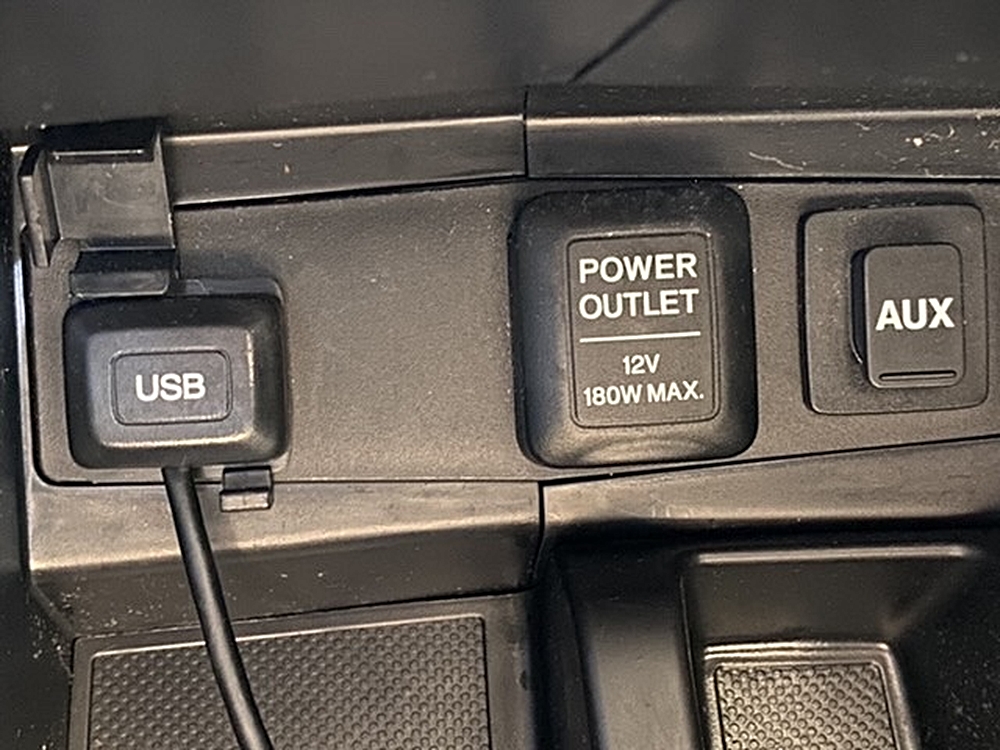 USB
POWER
OUTLET
12V
180W MAX.
AUX